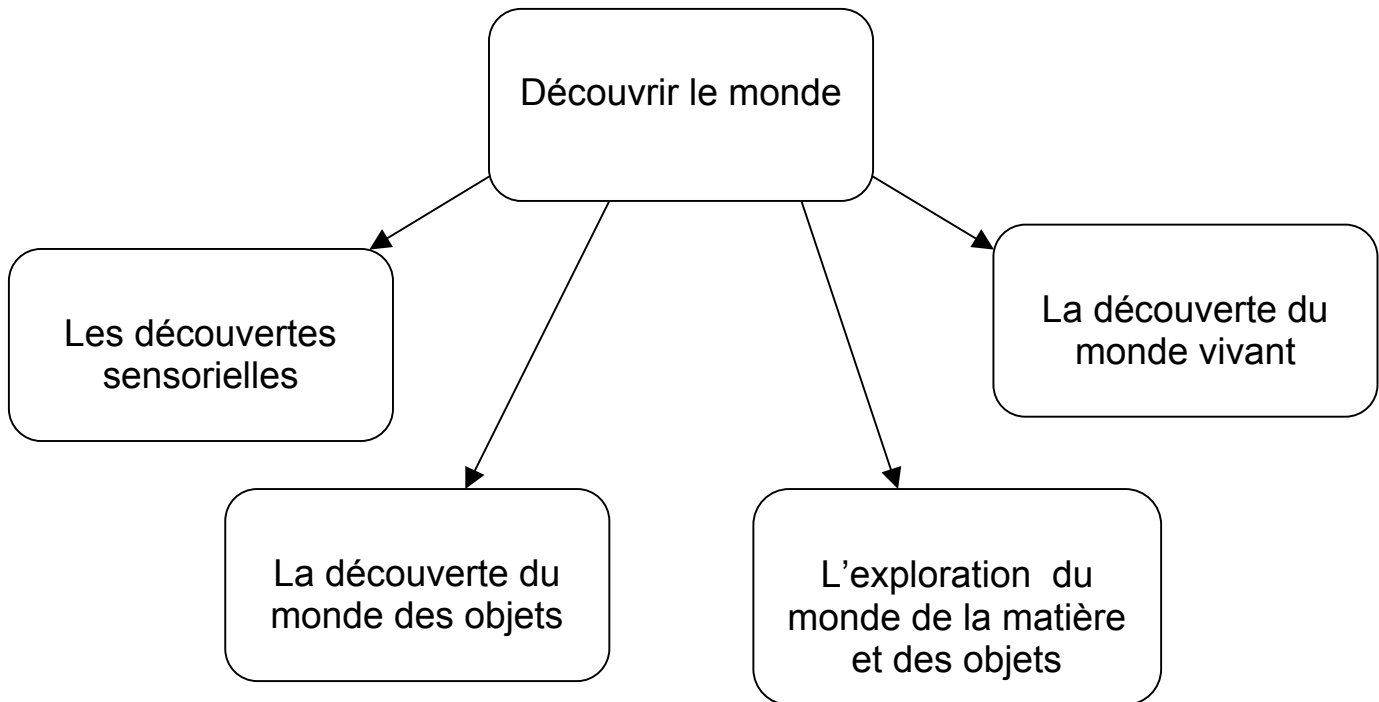 Découvrir le monde
Les découvertes
sensorielles
La découverte du
monde des objets
L’exploration  du
monde de la matière
et des objets
La découverte du
monde vivant